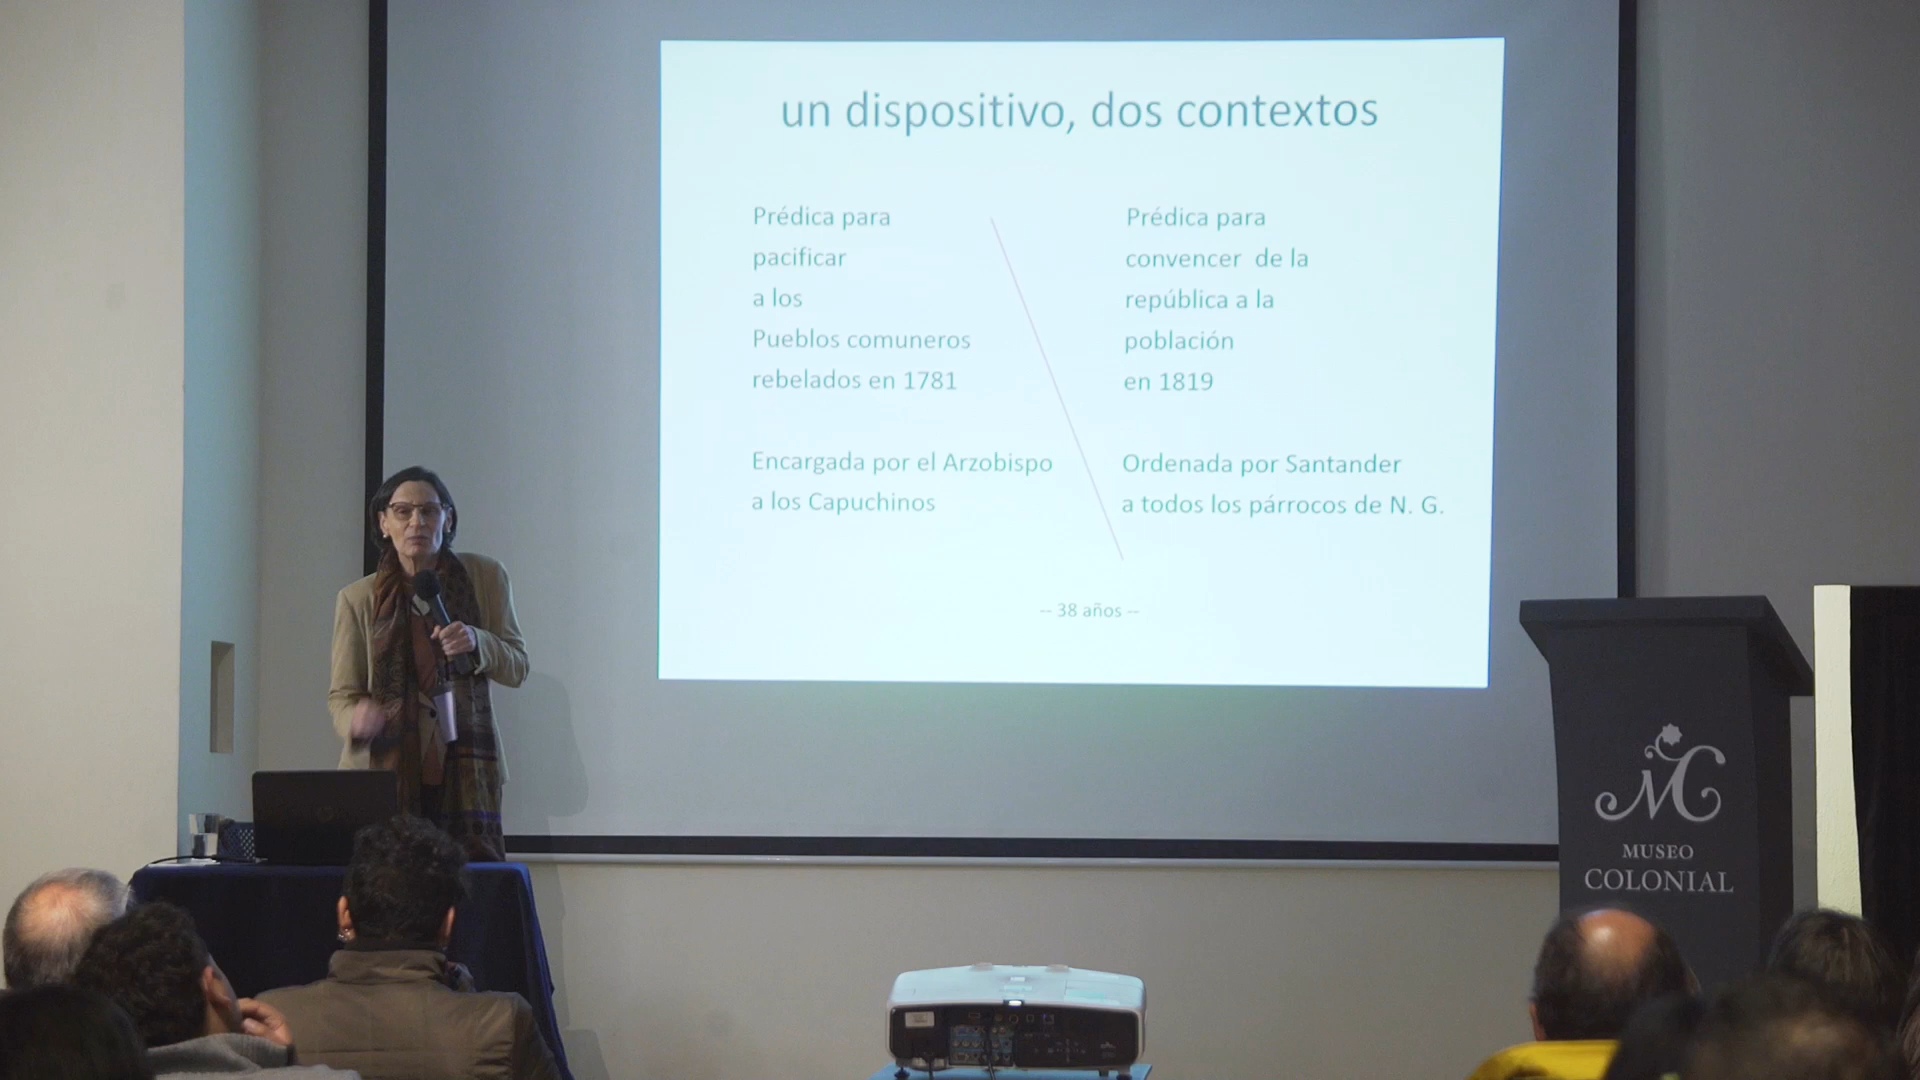 un dispositivo, dos contextos
Prédica para
pacificar
a los
Pueblos comuneros
rebelados en 1781
Encargada por el Arzobispo
a los Capuchinos
Prédica para
convencer de la
república a la
población
en 1819
Ordenada por Santander
a todos los párrocos de N. G.
-- 38 años --
MC
MUSEO
COLONIAL